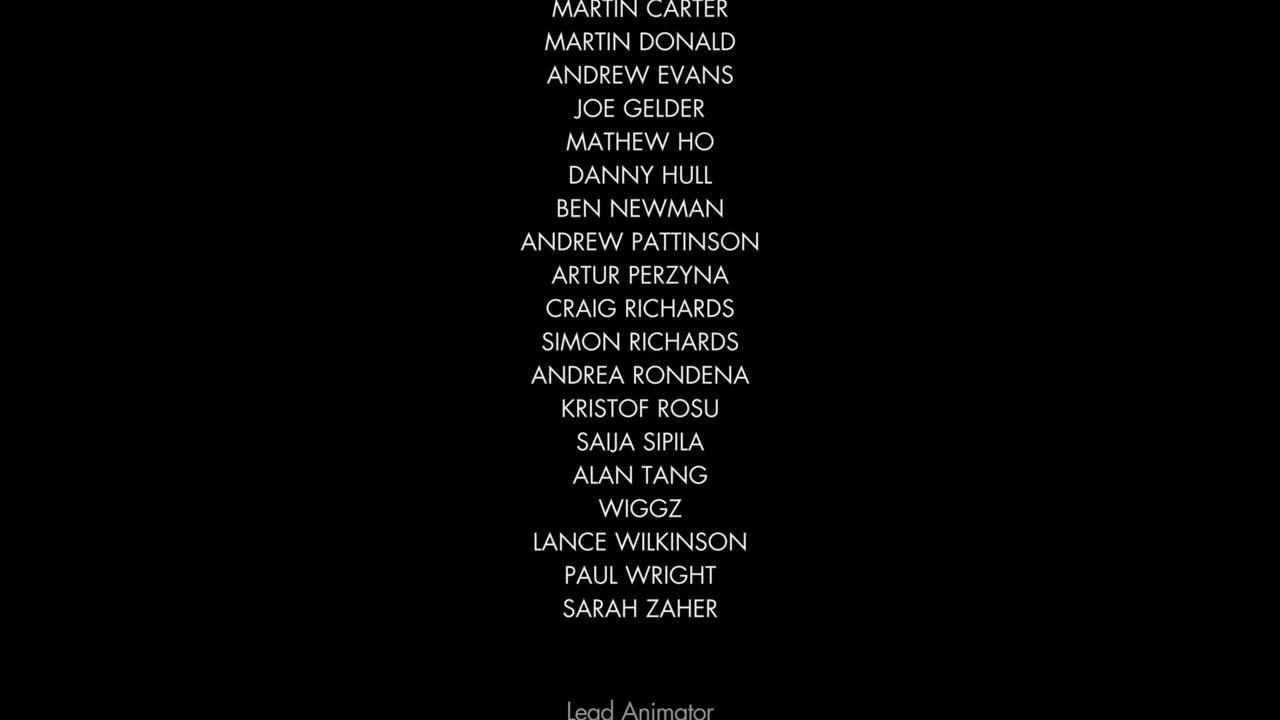 MARTIN CARTER
MARTIN DONALD
ANDREW EVANS
JOE GELDER
MATHEW HO
DANNY HULL
BEN NEWMAN
ANDREW PATTINSON
ARTUR PERZYNA
CRAIG RICHARDS
SIMON RICHARDS
ANDREA RONDENA
KRISTOF ROSU
SAIJA SIPILA
ALAN TANG
WIGGZ
LANCE WILKINSON
PAUL WRIGHT
SARAH ZAHER
Lead Animator